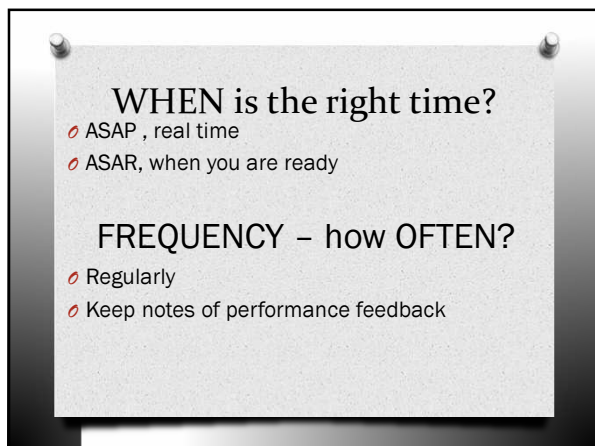 WHEN is the right time?
ASAP , real time
ASAR, when you are ready
FREQUENCY – how OFTEN?
Regularly
Keep notes of performance feedback